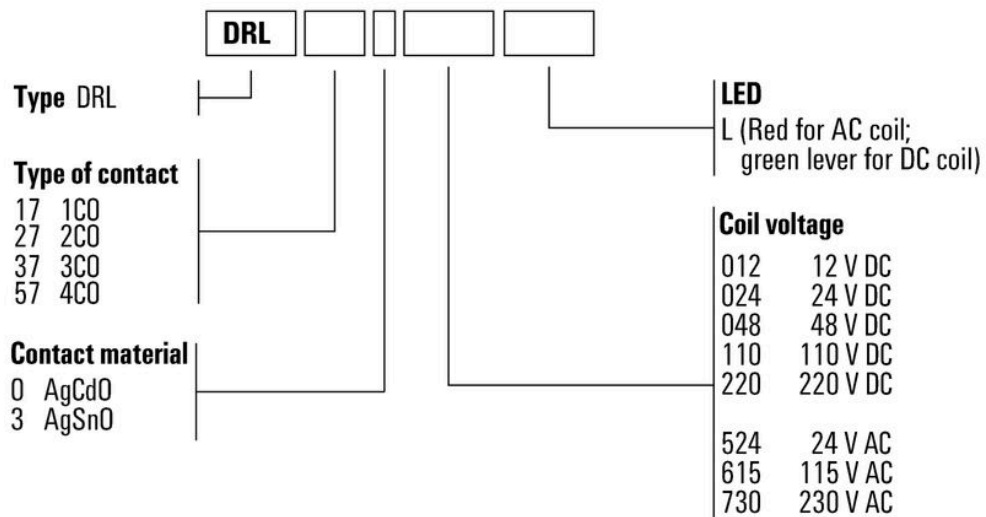 DRL
Type DRL
Type of contact
17 1CO
27 2CO
37 3CO
57 4CO
Contact material
0 AgCdO
3 AgSnO
LED
L (Red for AC coil;
green lever for DC coil)
Coil voltage
012 12 V DC
024 24 V DC
048 48 V DC
110 110 V DC
220 220 V DC
524 24 V AC
615 115 V AC
730 230 V AC